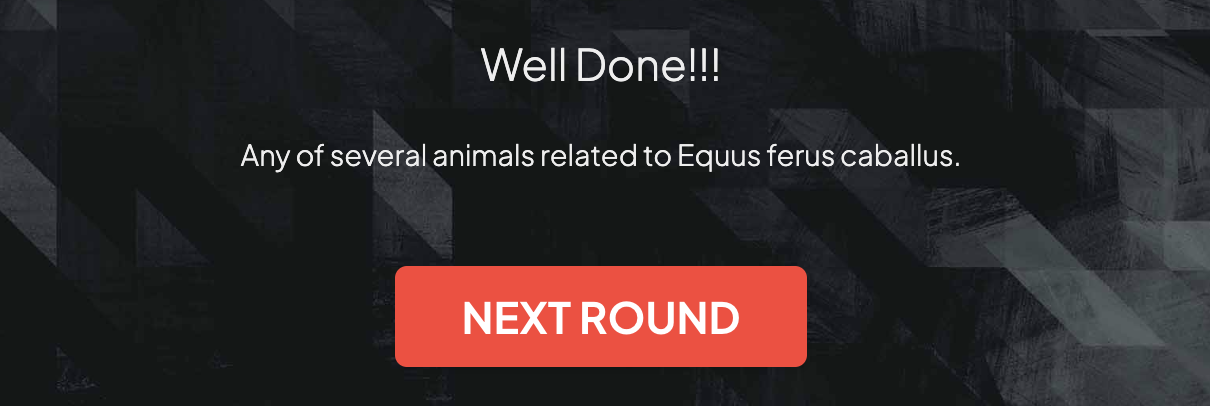 Well Done!!!
Any of several animals related to Equus ferus caballus.
NEXT ROUND